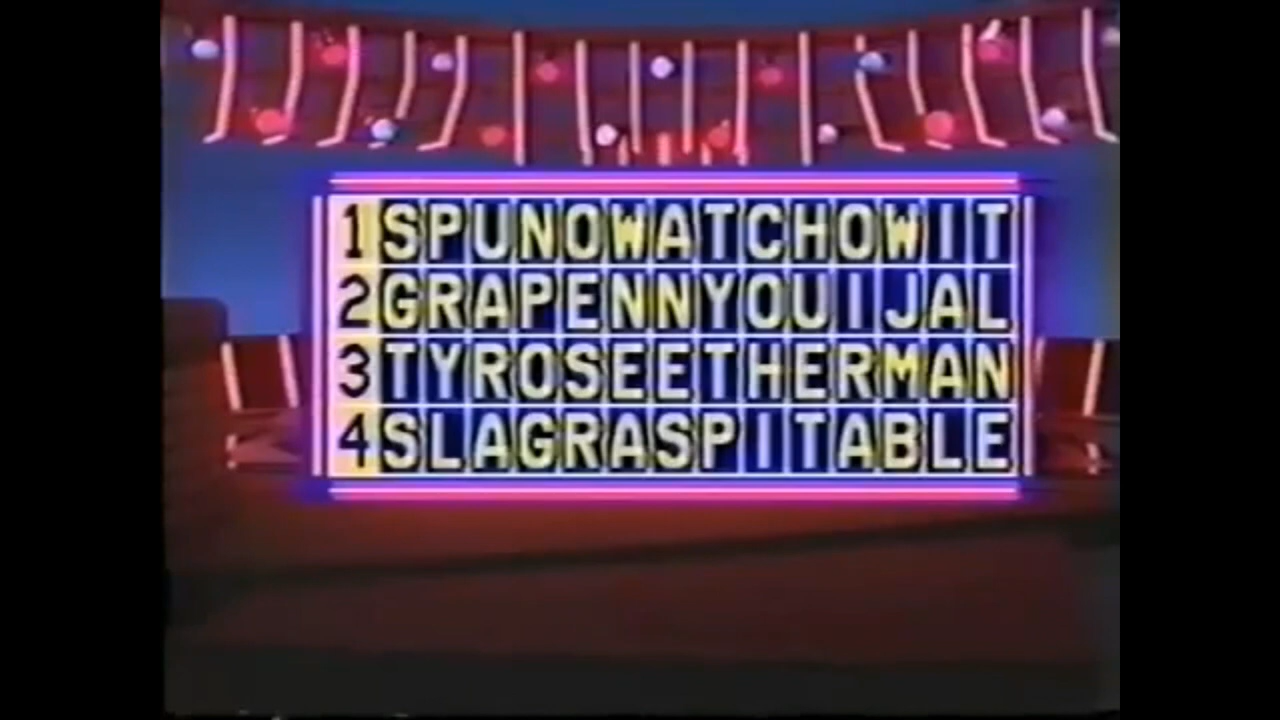 1SPUNOWATCHOWIT
2GRAPENNYOUIJAL
3TYROSEETHERMAN
4SLAGRASPITABLE